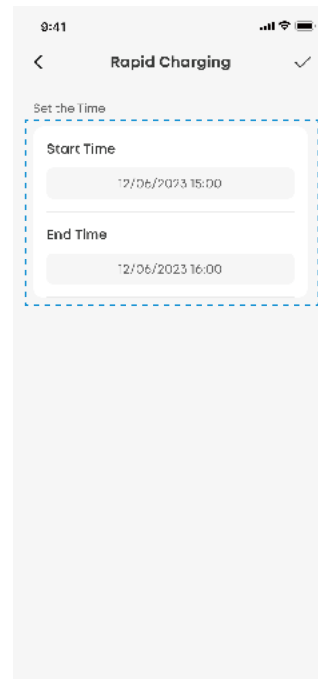 9:41
Rapid Charging
Set the Time
Start Time
12/06/2023 15:00
End Time
12/06/2023 16:00